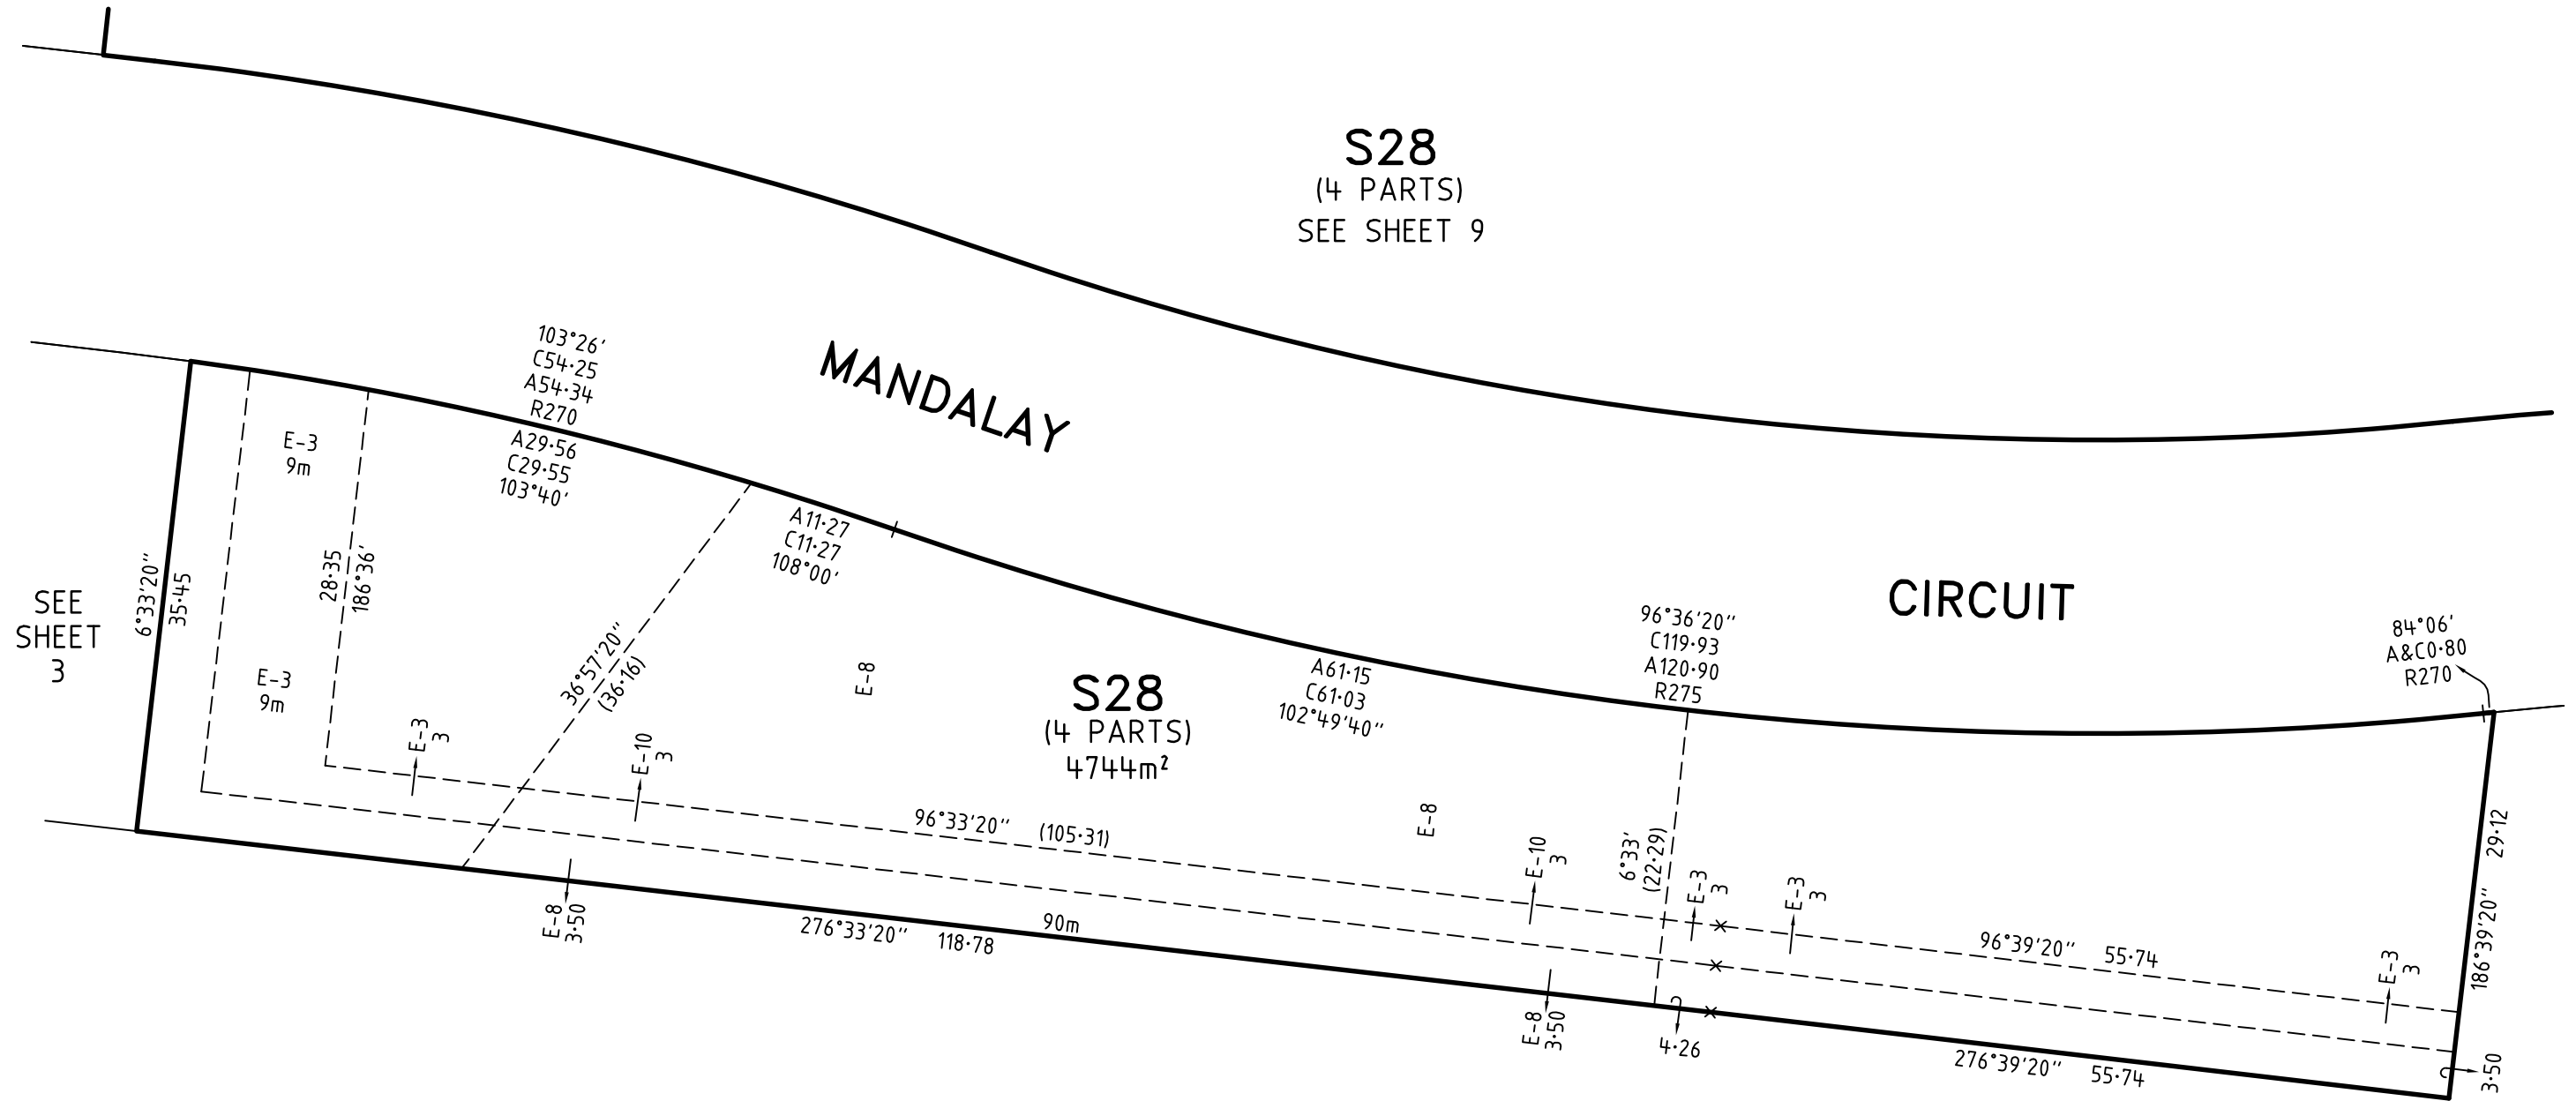 S28
(4 PARTS)
SEE SHEET 9
103°26'
C54·25
A54·34
R270
A29·56
C29·55
103°40'
MANDALAY
E-3
9m
A11·27
C11·27
108°00'
28·35
186°36'
6°33'20"
35·45
SEE
SHEET
3
CIRCUIT
96°36'20"
C119·93
A120·90
R275
84°06'
A&C0·80
R270
36°57'20"
(36·16)
E-8
A61·15
C61·03
102°49'40"
S28
(4 PARTS)
4744m²
E-3
9m
E-3
3
E-10
3
96°33'20" (105·31)
E-8
E-10
3
6°33'
(22·29)
E-3
3
E-3
3
29·12
186°39'20"
96°39'20" 55·74
E-3
3
E-8
3·50
90m
276°33'20" 118·78
E-8
3·50
4·26
276°39'20" 55·74
3·50